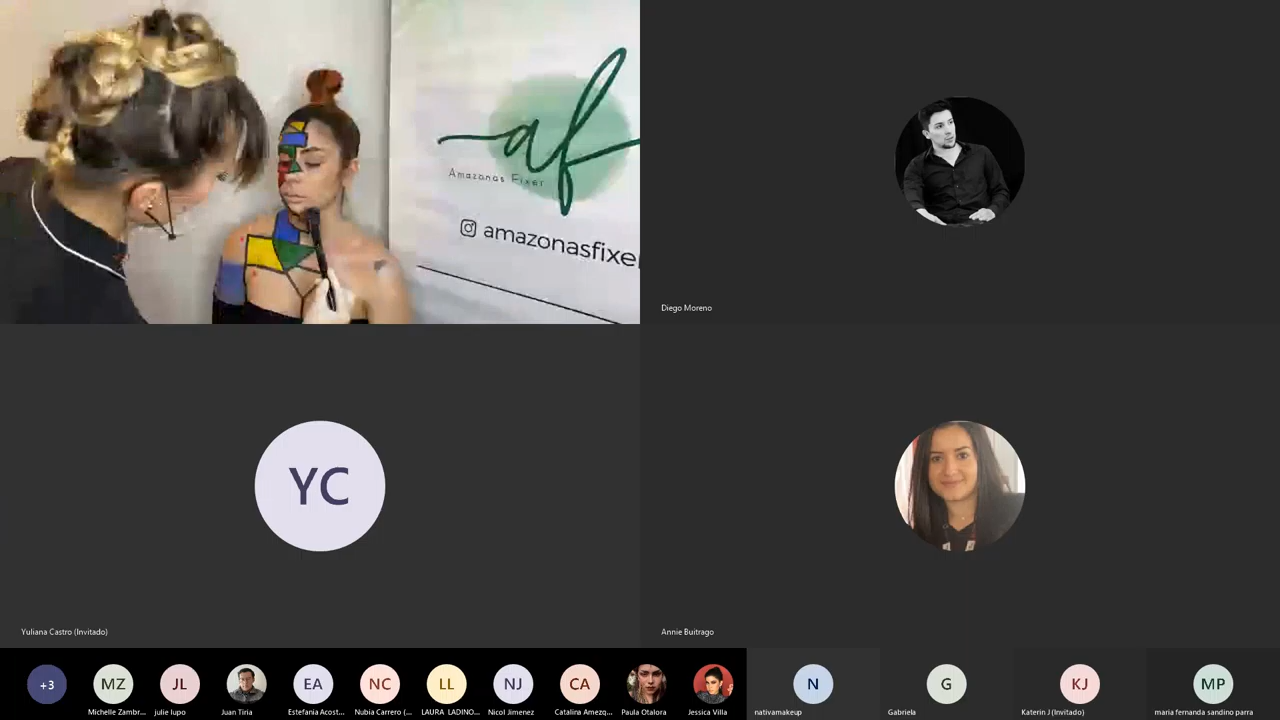 af
Amazonas Fixer
amazonasfixe
Diego Moreno
YC
Yuliana Castro (Invitado)
Annie Buitrago
+3
MZ
JL
EA
NC
LL
NJ
CA
N
G
KJ
MP
Michelle Zambr...
julie lupo
Juan Tiria
Estefania Acost...
Nubia Carrero (...
LAURA LADINO...
Nicol Jimenez
Catalina Amezq...
Paula Otalora
Jessica Villa
nativamakeup
Gabriela
Katerin J (Invitado)
maria fernanda sandino parra